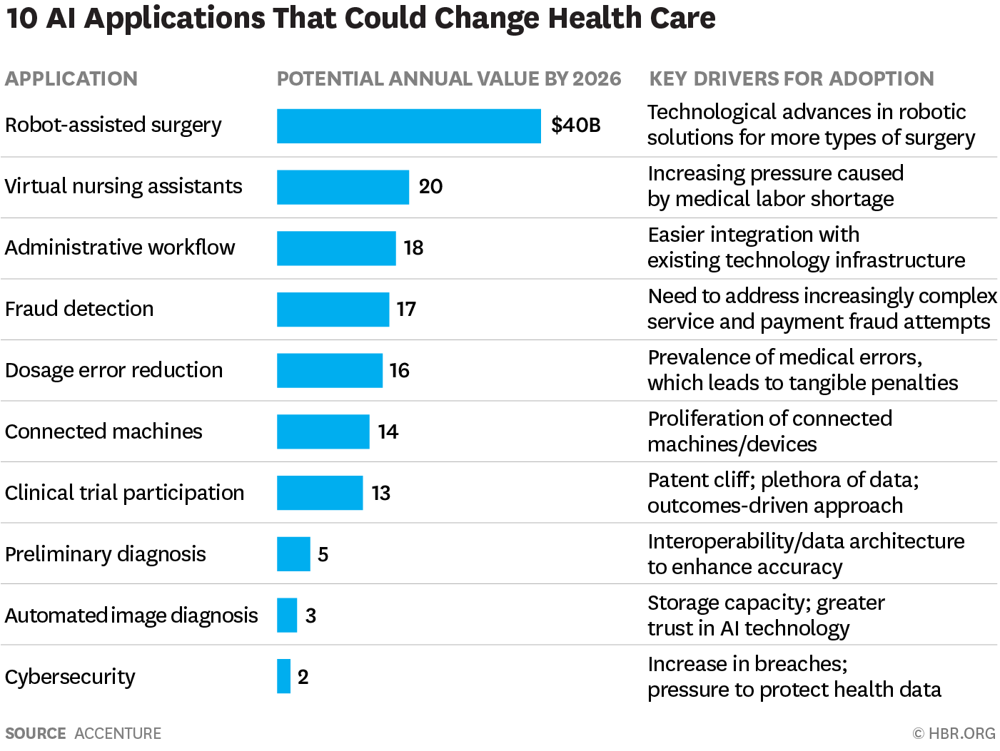 10 AI Applications That Could Change Health Care
APPLICATION POTENTIAL ANNUAL VALUE BY 2026 KEY DRIVERS FOR ADOPTION
Robot-assisted surgery $40B Technological advances in robotic
solutions for more types of surgery
Virtual nursing assistants 20 Increasing pressure caused
by medical labor shortage
Administrative workflow 18 Easier integration with
existing technology infrastructure
Fraud detection 17 Need to address increasingly complex
service and payment fraud attempts
Dosage error reduction 16 Prevalence of medical errors,
which leads to tangible penalties
Connected machines 14 Proliferation of connected
machines/devices
Clinical trial participation 13 Patent cliff; plethora of data;
outcomes-driven approach
Preliminary diagnosis 5 Interoperability/data architecture
to enhance accuracy
Automated image diagnosis 3 Storage capacity; greater
trust in AI technology
Cybersecurity 2 Increase in breaches;
pressure to protect health data
SOURCE ACCENTURE © HBR.ORG